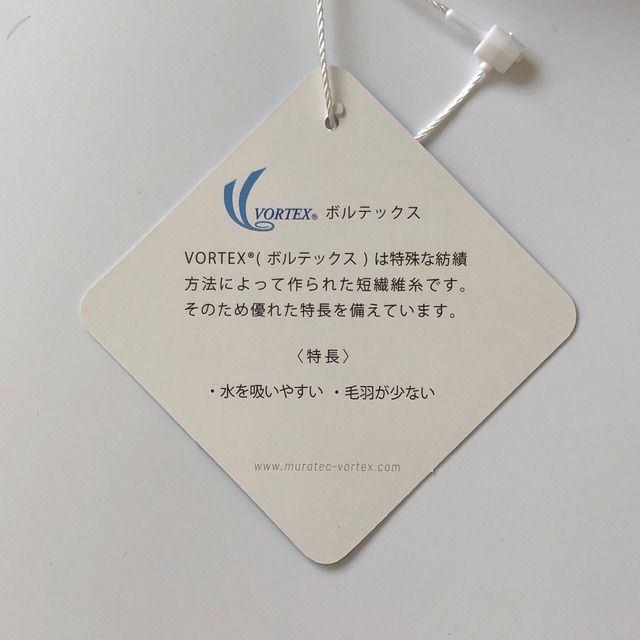 VORTEX® ボルテックス
VORTEX®(ボルテックス)は特殊な紡績
方法によって作られた短繊維糸です。
そのため優れた特長を備えています。
〈特長〉
・水を吸いやすい ・毛羽が少ない
www.muratec-vortex.com